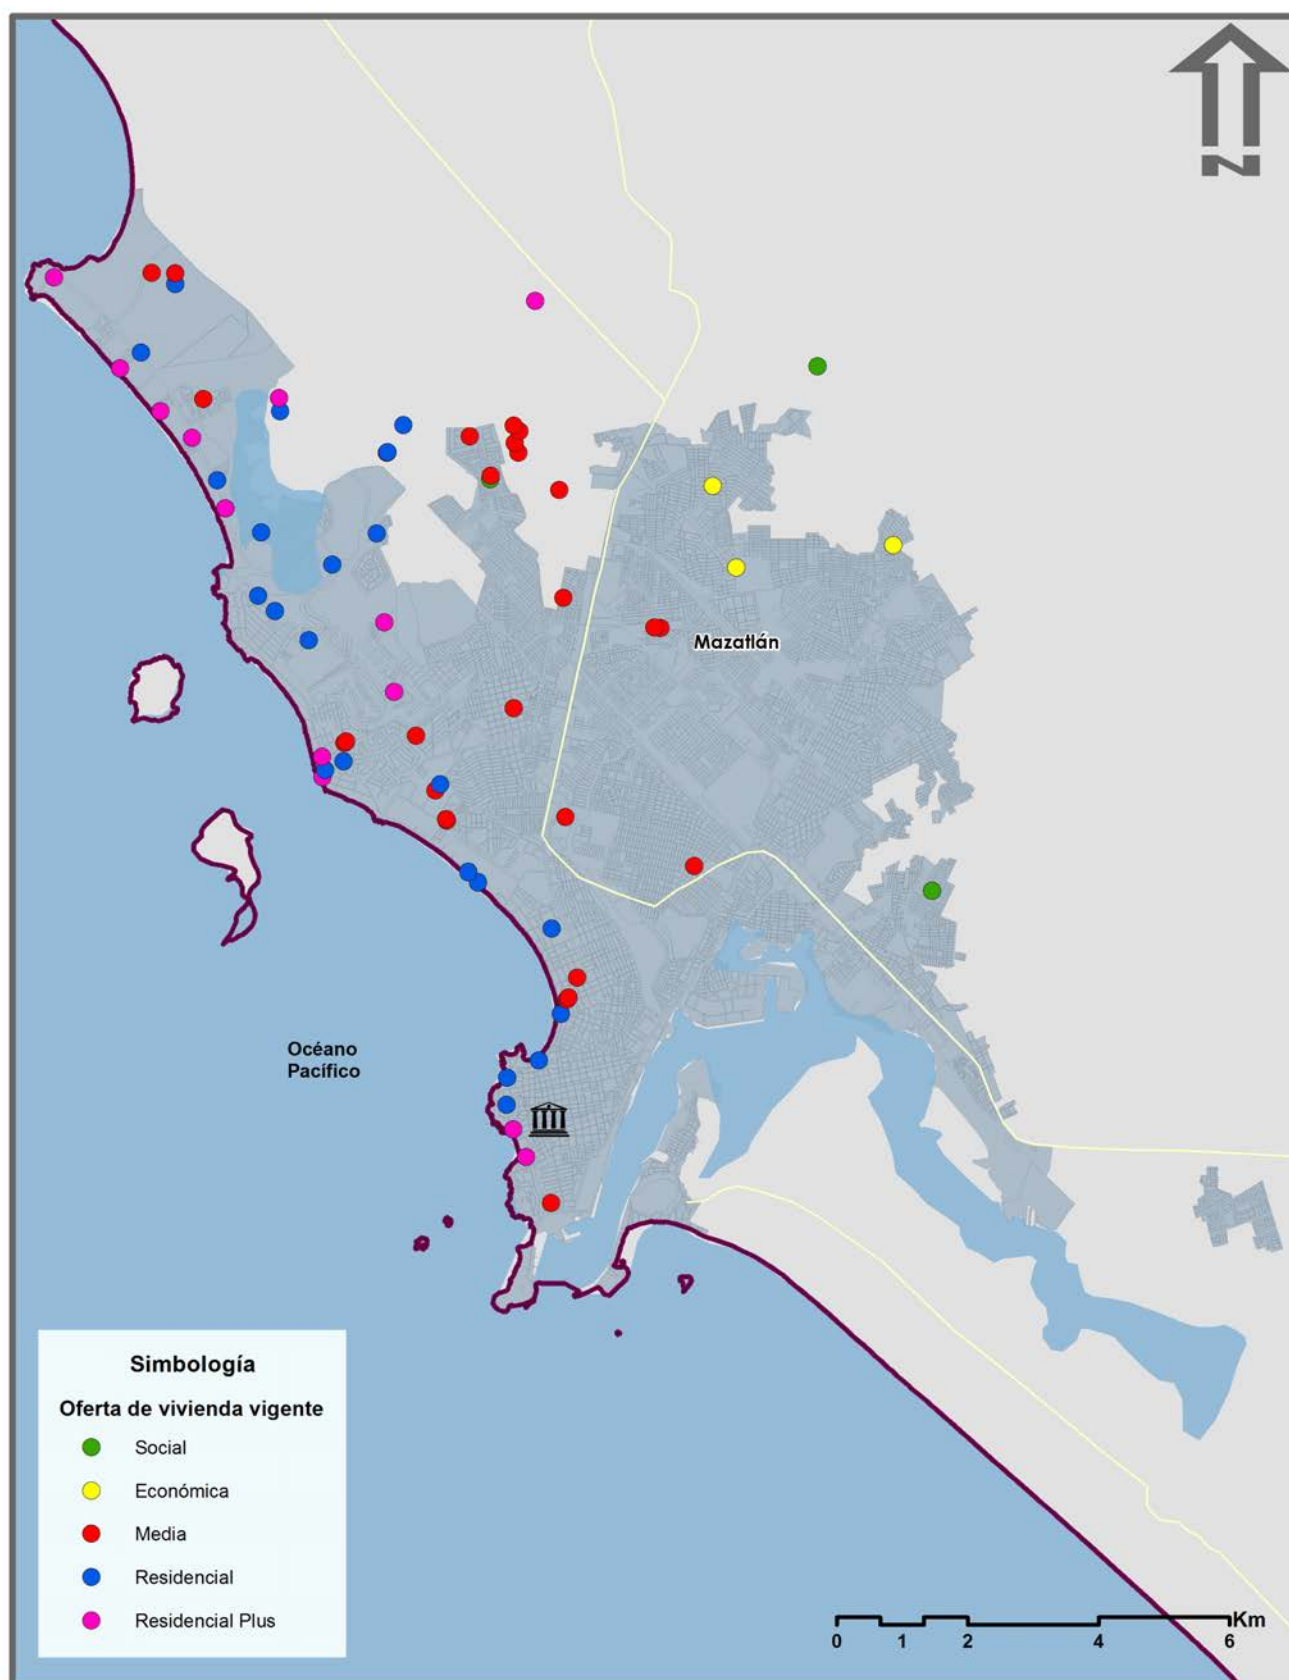 N
Mazatlán
Océano
Pacífico
Simbología
Oferta de vivienda vigente
Social
Económica
Media
Residencial
Residencial Plus
Km
0 1 2 4 6